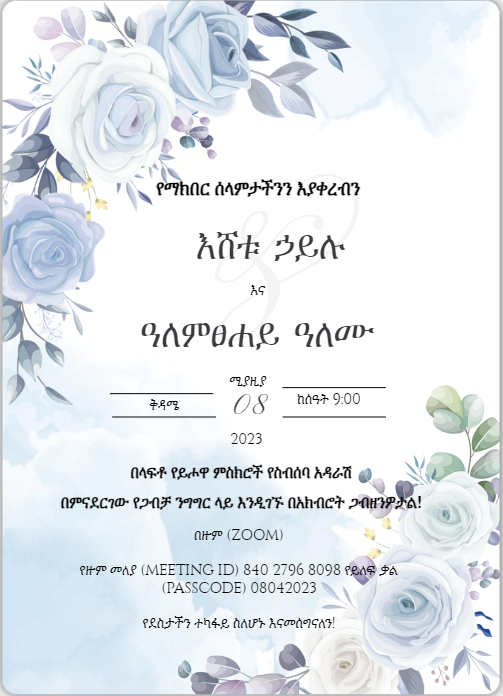 የማክበር ሰላምታችንን እያቀረብን
እሸቱ ኃይሉ
እና
ዓለምፀሐይ ዓለሙ
ሚያዚያ
ቅዳሜ 08 ከሰዓት 9:00
2023
በላፍቶ የይሖዋ ምስክሮች የስብሰባ አዳራሽ
በምናደርገው የጋብቻ ንግግር ላይ እንዲገኙ በአክብሮት ጋብዘንዎታል!
በዙም (ZOOM)
የዙም መለያ (MEETING ID) 840 2796 8098 የይለፍ ቃል
(PASSCODE) 08042023
የደስታችን ተካፋይ ስለሆኑ እናመሰግናለን!